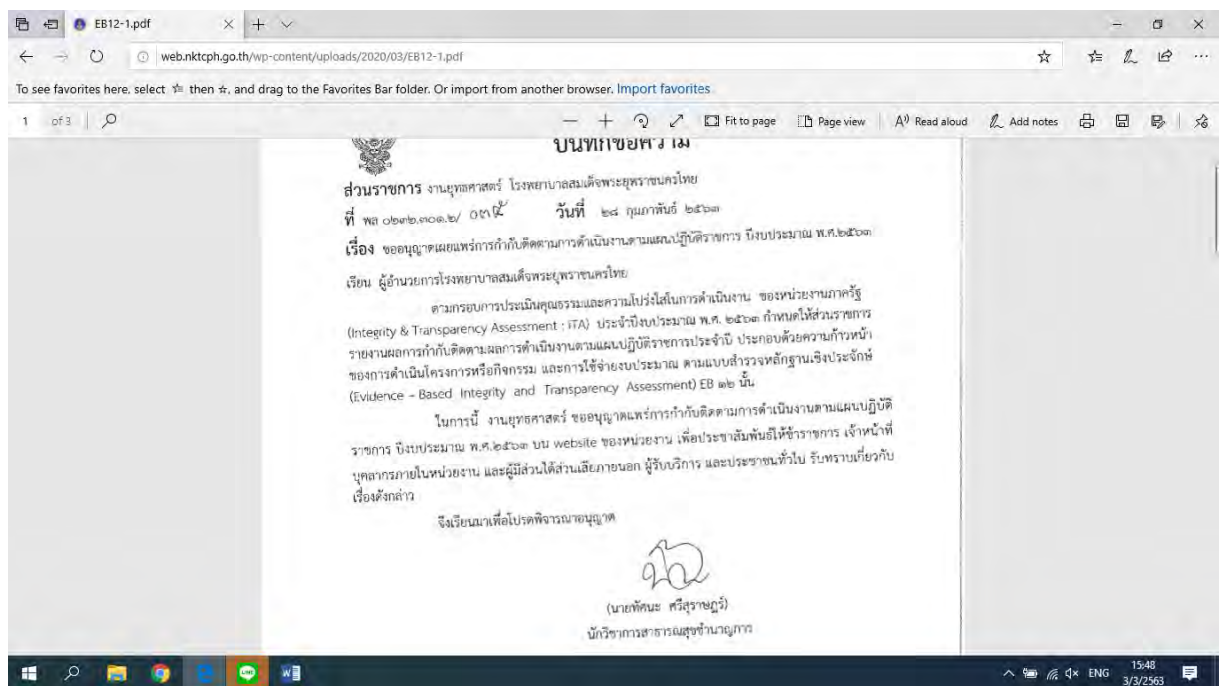 EB12-1.pdf
web.nktcph.go.th/wp-content/uploads/2020/03/EB12-1.pdf
To see favorites here, select then, and drag to the Favorites Bar folder. Or import from another browser. Import favorites
1 of 3 Fit to page Page view Read aloud Add notes
บันทึกข้อความ
ส่วนราชการ งานยุทธศาสตร์ โรงพยาบาลสมเด็จพระยุพราชนครไทย
ที่ พล ๐๒๓๒.๓๐๑.๒/ วันที่ ๒๘ กุมภาพันธ์ ๒๕๖๓
เรื่อง ขออนุญาตเผยแพร่การกำกับติดตามการดำเนินงานตามแผนปฏิบัติราชการ ปีงบประมาณ พ.ศ.๒๕๖๓
เรียน ผู้อำนวยการโรงพยาบาลสมเด็จพระยุพราชนครไทย
ตามกรอบการประเมินคุณธรรมและความโปร่งใสในการดำเนินงาน ของหน่วยงานภาครัฐ
(Integrity & Transparency Assessment : ITA) ประจำปีงบประมาณ พ.ศ. ๒๕๖๓ กำหนดให้ส่วนราชการ
รายงานผลการกำกับติดตามผลการดำเนินงานตามแผนปฏิบัติราชการประจำปี ประกอบด้วยความก้าวหน้า
ของการดำเนินโครงการหรือกิจกรรม และการใช้จ่ายงบประมาณ ตามแบบสำรวจหลักฐานเชิงประจักษ์
(Evidence – Based Integrity and Transparency Assessment) EB ๑๒ นั้น
ในการนี้ งานยุทธศาสตร์ ขออนุญาตแพร่การกำกับติดตามการดำเนินงานตามแผนปฏิบัติ
ราชการ ปีงบประมาณ พ.ศ.๒๕๖๓ บน website ของหน่วยงาน เพื่อประชาสัมพันธ์ให้ข้าราชการ เจ้าหน้าที่
บุคลากรภายในหน่วยงาน และผู้มีส่วนได้ส่วนเสียภายนอก ผู้รับบริการ และประชาชนทั่วไป รับทราบเกี่ยวกับ
เรื่องดังกล่าว
จึงเรียนมาเพื่อโปรดพิจารณาอนุญาต
(นายทัศนะ ศรีสุราษฎร์)
นักวิชาการสาธารณสุขชำนาญการ
ENG 15:48
3/3/2563